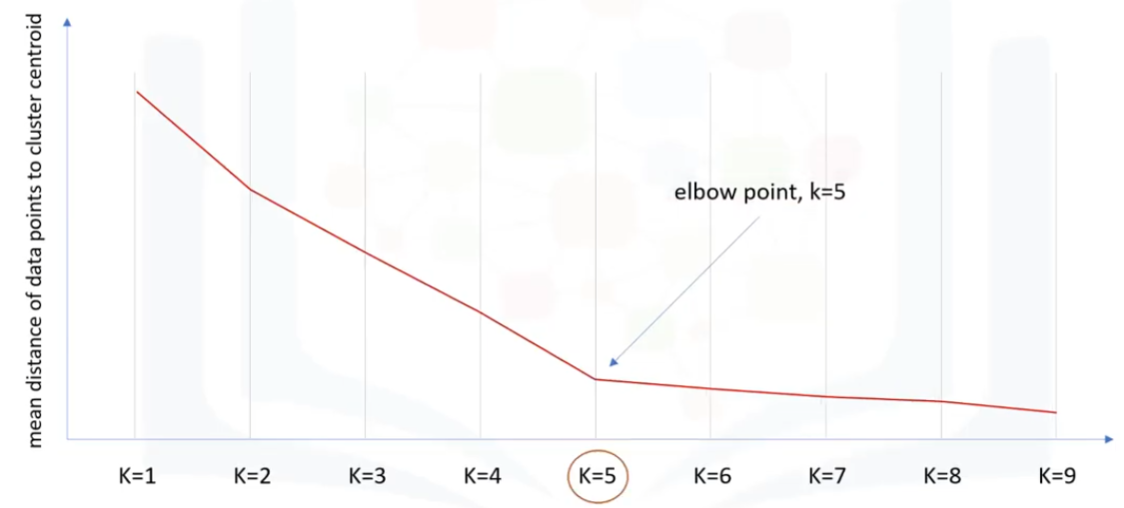 mean distance of data points to cluster centroid
elbow point, k=5
K=1
K=2
K=3
K=4
K=5
K=6
K=7
K=8
K=9